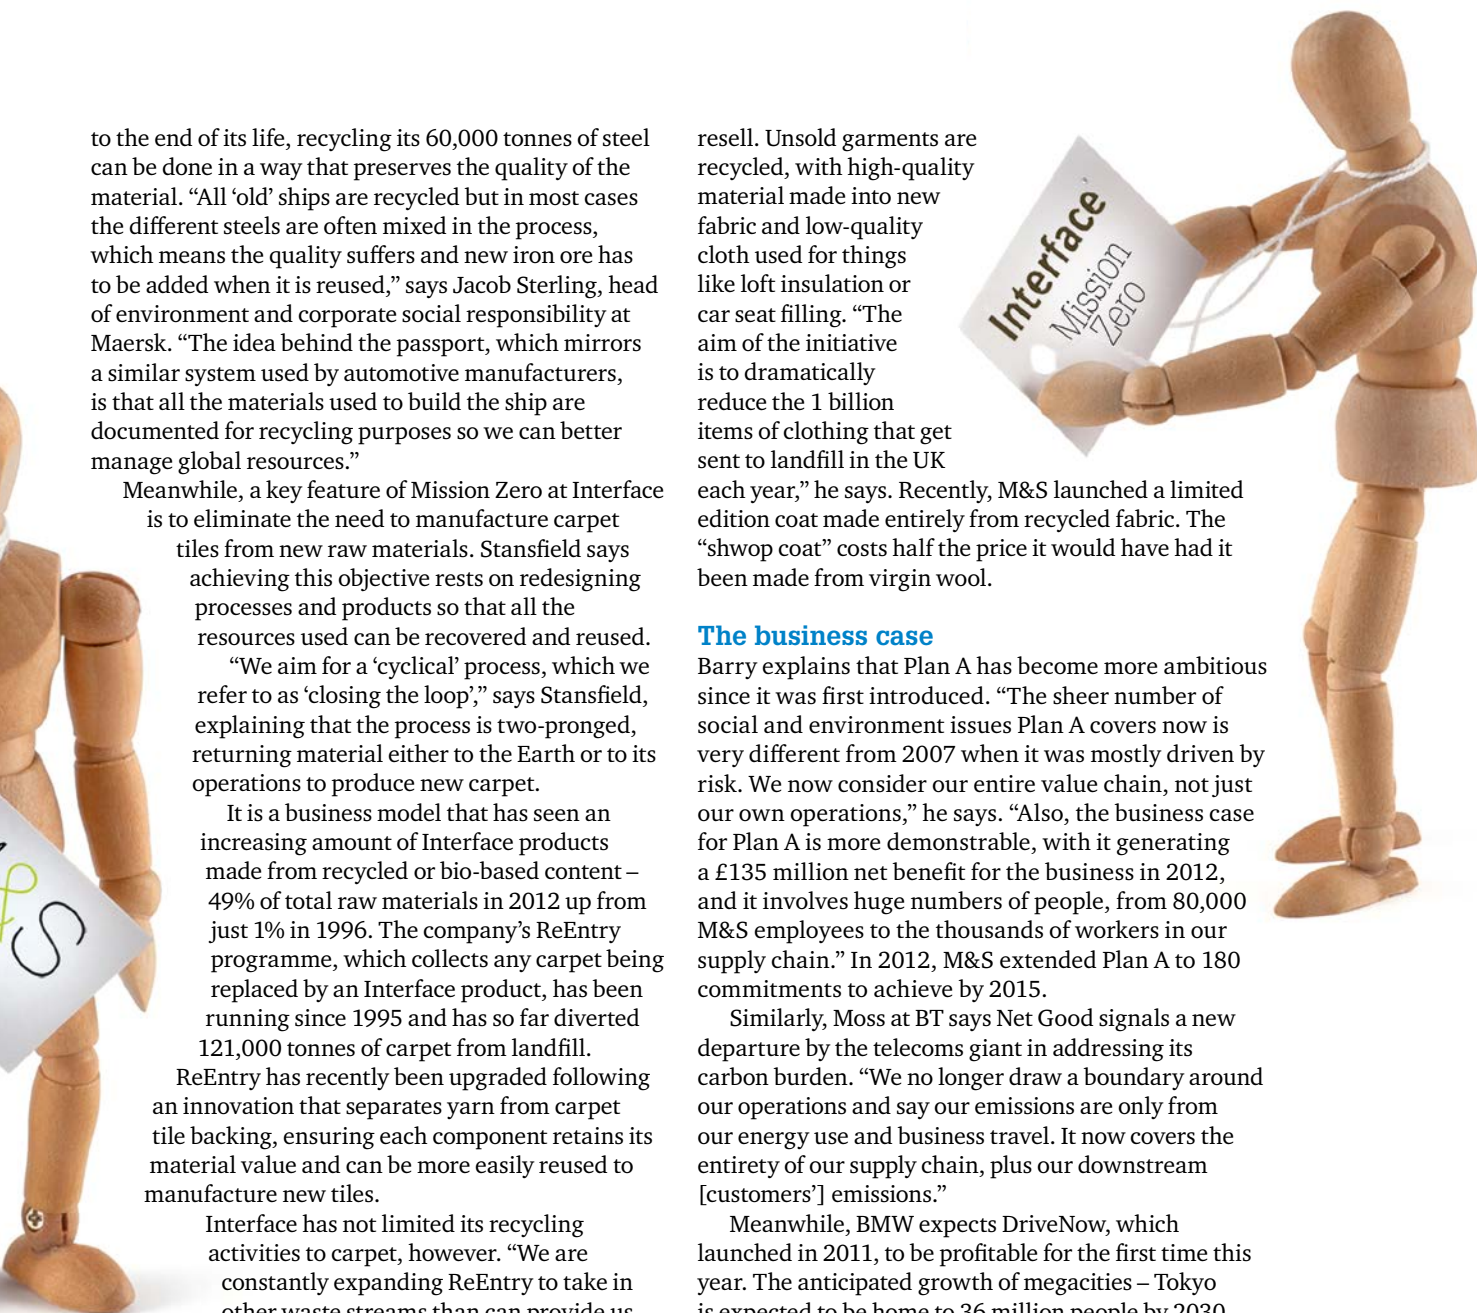 to the end of its life, recycling its 60,000 tonnes of steel
can be done in a way that preserves the quality of the
material. “All ‘old’ ships are recycled but in most cases
the different steels are often mixed in the process,
which means the quality suffers and new iron ore has
to be added when it is reused,” says Jacob Sterling, head
of environment and corporate social responsibility at
Maersk. “The idea behind the passport, which mirrors
a similar system used by automotive manufacturers,
is that all the materials used to build the ship are
documented for recycling purposes so we can better
manage global resources.”
Meanwhile, a key feature of Mission Zero at Interface
is to eliminate the need to manufacture carpet
tiles from new raw materials. Stansfield says
achieving this objective rests on redesigning
processes and products so that all the
resources used can be recovered and reused.
“We aim for a ‘cyclical’ process, which we
refer to as ‘closing the loop’,” says Stansfield,
explaining that the process is two-pronged,
returning material either to the Earth or to its
operations to produce new carpet.
It is a business model that has seen an
increasing amount of Interface products
made from recycled or bio-based content –
49% of total raw materials in 2012 up from
just 1% in 1996. The company’s ReEntry
programme, which collects any carpet being
replaced by an Interface product, has been
running since 1995 and has so far diverted
121,000 tonnes of carpet from landfill.
ReEntry has recently been upgraded following
an innovation that separates yarn from carpet
tile backing, ensuring each component retains its
material value and can be more easily reused to
manufacture new tiles.
Interface has not limited its recycling
activities to carpet, however. “We are
constantly expanding ReEntry to take in
other waste streams than can provide us
&S
resell. Unsold garments are
recycled, with high-quality
material made into new
fabric and low-quality
cloth used for things
like loft insulation or
car seat filling. “The
aim of the initiative
is to dramatically
reduce the 1 billion
items of clothing that get
sent to landfill in the UK
each year,” he says. Recently, M&S launched a limited
edition coat made entirely from recycled fabric. The
“shwop coat” costs half the price it would have had it
been made from virgin wool.
The business case
Barry explains that Plan A has become more ambitious
since it was first introduced. “The sheer number of
social and environment issues Plan A covers now is
very different from 2007 when it was mostly driven by
risk. We now consider our entire value chain, not just
our own operations,” he says. “Also, the business case
for Plan A is more demonstrable, with it generating
a £135 million net benefit for the business in 2012,
and it involves huge numbers of people, from 80,000
M&S employees to the thousands of workers in our
supply chain.” In 2012, M&S extended Plan A to 180
commitments to achieve by 2015.
Similarly, Moss at BT says Net Good signals a new
departure by the telecoms giant in addressing its
carbon burden. “We no longer draw a boundary around
our operations and say our emissions are only from
our energy use and business travel. It now covers the
entirety of our supply chain, plus our downstream
[customers’] emissions.”
Meanwhile, BMW expects DriveNow, which
launched in 2011, to be profitable for the first time this
year. The anticipated growth of megacities – Tokyo
is expected to be home to 36 million people by 2030
Interface
Mission
Zero